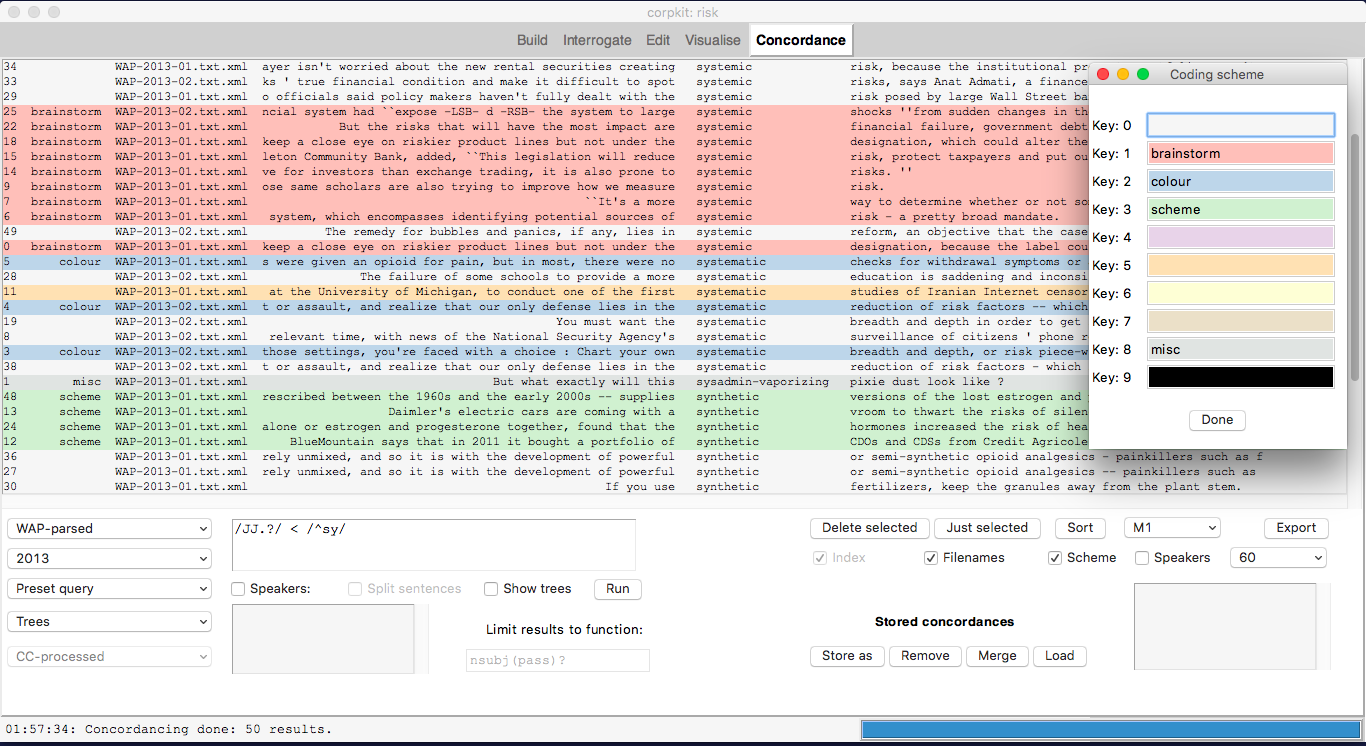 corpkit: risk
Build Interrogate Edit Visualise Concordance
34 WAP-2013-01.txt.xml ayer isn't worried about the new rental securities creating systemic risk, because the institutional pr
33 WAP-2013-02.txt.xml ks ' true financial condition and make it difficult to spot systemic risks, says Anat Admati, a finance
29 WAP-2013-01.txt.xml o officials said policy makers haven't fully dealt with the systemic risk posed by large Wall Street ba
25 brainstorm WAP-2013-02.txt.xml ncial system had ``expose -LSB- d -RSB- the system to large systemic shocks ''from sudden changes in th
22 brainstorm WAP-2013-01.txt.xml But the risks that will have the most impact are systemic financial failure, government debt
18 brainstorm WAP-2013-01.txt.xml keep a close eye on riskier product lines but not under the systemic designation, which could alter the
15 brainstorm WAP-2013-01.txt.xml leton Community Bank, added, ``This legislation will reduce systemic risk, protect taxpayers and put ou
14 brainstorm WAP-2013-01.txt.xml ve for investors than exchange trading, it is also prone to systemic risks. ''
9 brainstorm WAP-2013-02.txt.xml ose same scholars are also trying to improve how we measure systemic risk.
7 brainstorm WAP-2013-02.txt.xml ``It's a more systemic way to determine whether or not so
6 brainstorm WAP-2013-02.txt.xml system, which encompasses identifying potential sources of systemic risk - a pretty broad mandate.
49 WAP-2013-02.txt.xml The remedy for bubbles and panics, if any, lies in systemic reform, an objective that the case
0 brainstorm WAP-2013-02.txt.xml keep a close eye on riskier product lines but not under the systemic designation, because the label cou
5 colour WAP-2013-02.txt.xml s were given an opioid for pain, but in most, there were no systematic checks for withdrawal symptoms or
28 WAP-2013-02.txt.xml The failure of some schools to provide a more systematic education is saddening and inconsi
11 WAP-2013-01.txt.xml at the University of Michigan, to conduct one of the first systematic studies of Iranian Internet censor
4 colour WAP-2013-02.txt.xml t or assault, and realize that our only defense lies in the systematic reduction of risk factors -- which
19 WAP-2013-02.txt.xml You must want the systematic breadth and depth in order to get
8 WAP-2013-02.txt.xml relevant time, with news of the National Security Agency's systematic surveillance of citizens ' phone r
3 colour WAP-2013-02.txt.xml those settings, you're faced with a choice : Chart your own systematic breadth and depth, or risk piece-w
38 WAP-2013-02.txt.xml t or assault, and realize that our only defense lies in the systematic reduction of risk factors - which
1 misc WAP-2013-01.txt.xml But what exactly will this sysadmin-vaporizing pixie dust look like ?
48 scheme WAP-2013-02.txt.xml rescribed between the 1960s and the early 2000s -- supplies synthetic versions of the lost estrogen and
13 scheme WAP-2013-01.txt.xml Daimler's electric cars are coming with a synthetic vroom to thwart the risks of silen
24 scheme WAP-2013-02.txt.xml alone or estrogen and progesterone together, found that the synthetic hormones increased the risk of hea
12 scheme WAP-2013-01.txt.xml BlueMountain says that in 2011 it bought a portfolio of synthetic CDOs and CDSs from Credit Agricole
36 WAP-2013-01.txt.xml rely unmixed, and so it is with the development of powerful synthetic or semi-synthetic opioid analgesics - painkillers such as f
27 WAP-2013-01.txt.xml rely unmixed, and so it is with the development of powerful synthetic or semi-synthetic opioid analgesics -- painkillers such as
30 WAP-2013-01.txt.xml If you use synthetic fertilizers, keep the granules away from the plant stem.
Coding scheme
Key: 0
Key: 1 brainstorm
Key: 2 colour
Key: 3 scheme
Key: 4
Key: 5
Key: 6
Key: 7
Key: 8 misc
Key: 9
Done
WAP-parsed /JJ.?/ < /^sy/ Delete selected Just selected Sort M1 Export
2013 Index Filenames Scheme Speakers 60
Preset query Speakers: Split sentences Show trees Run
Trees Limit results to function: Stored concordances
CC-processed nsubj(pass)? Store as Remove Merge Load
01:57:34: Concordancing done: 50 results.